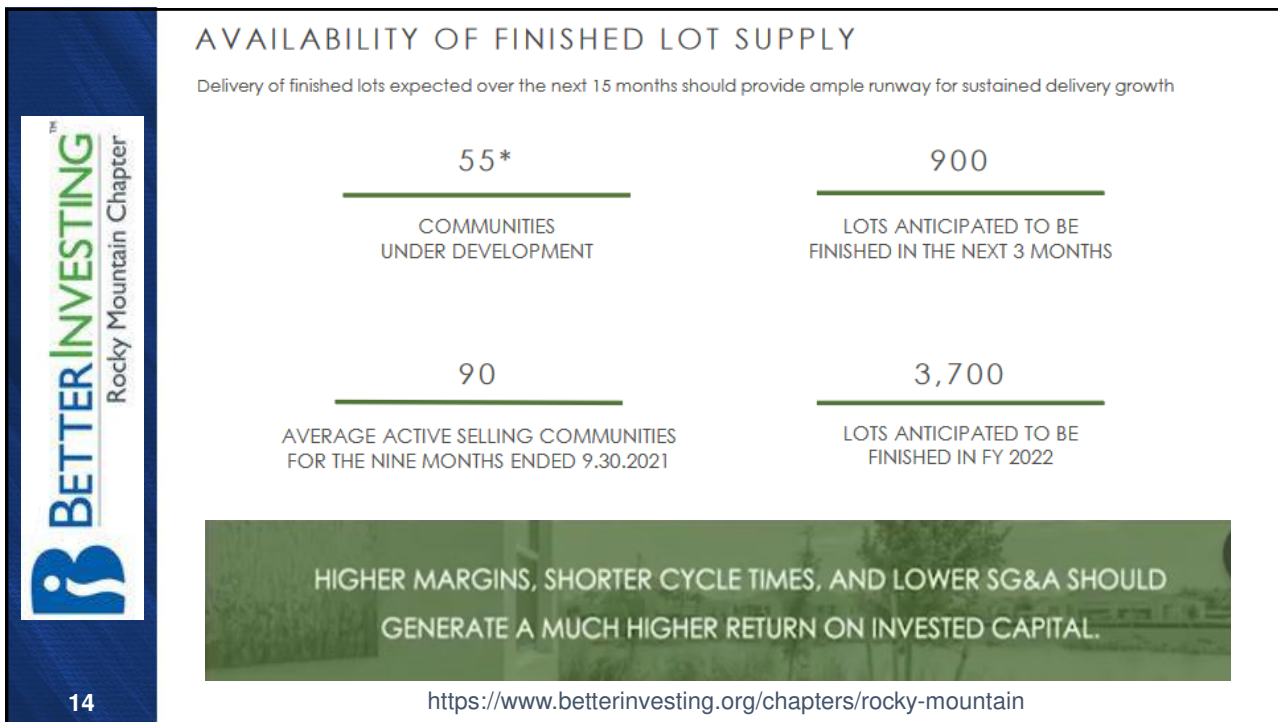 AVAILABILITY OF FINISHED LOT SUPPLY
Delivery of finished lots expected over the next 15 months should provide ample runway for sustained delivery growth
55*
COMMUNITIES
UNDER DEVELOPMENT
900
LOTS ANTICIPATED TO BE
FINISHED IN THE NEXT 3 MONTHS
90
AVERAGE ACTIVE SELLING COMMUNITIES
FOR THE NINE MONTHS ENDED 9.30.2021
3,700
LOTS ANTICIPATED TO BE
FINISHED IN FY 2022
HIGHER MARGINS, SHORTER CYCLE TIMES, AND LOWER SG&A SHOULD
GENERATE A MUCH HIGHER RETURN ON INVESTED CAPITAL.
BETTERINVESTING™
Rocky Mountain Chapter
14
https://www.betterinvesting.org/chapters/rocky-mountain